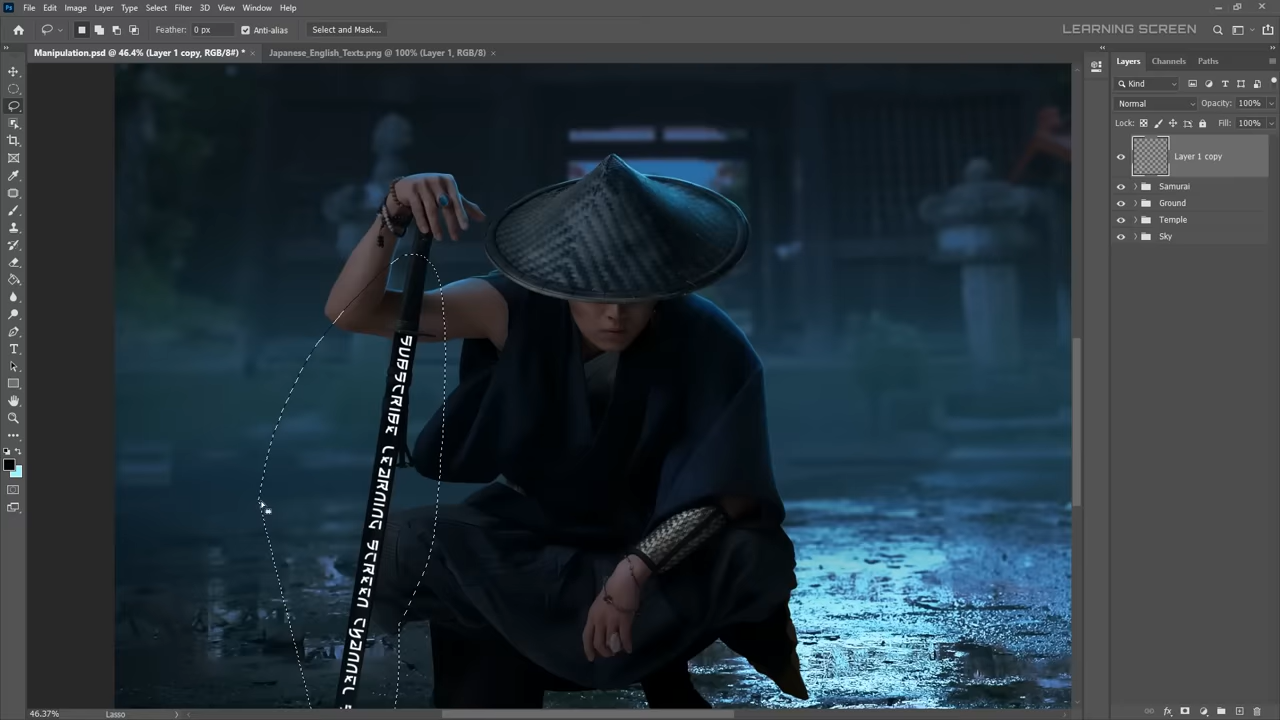 Ps File Edit Image Layer Type Select Filter 3D View Window Help
Feather: 0 px Anti-alias Select and Mask...
LEARNING SCREEN
Manipulation.psd @ 46.4% (Layer 1 copy, RGB/8#) * × Japanese_English_Texts.png @ 100% (Layer 1, RGB/8) ×
Layers Channels Paths
Kind
Normal Opacity: 100%
Lock: Fill: 100%
Layer 1 copy
Samurai
Ground
Temple
Sky
SUBSCRIBE LEARNING SCREEN CHANNEL
46.37% Lasso